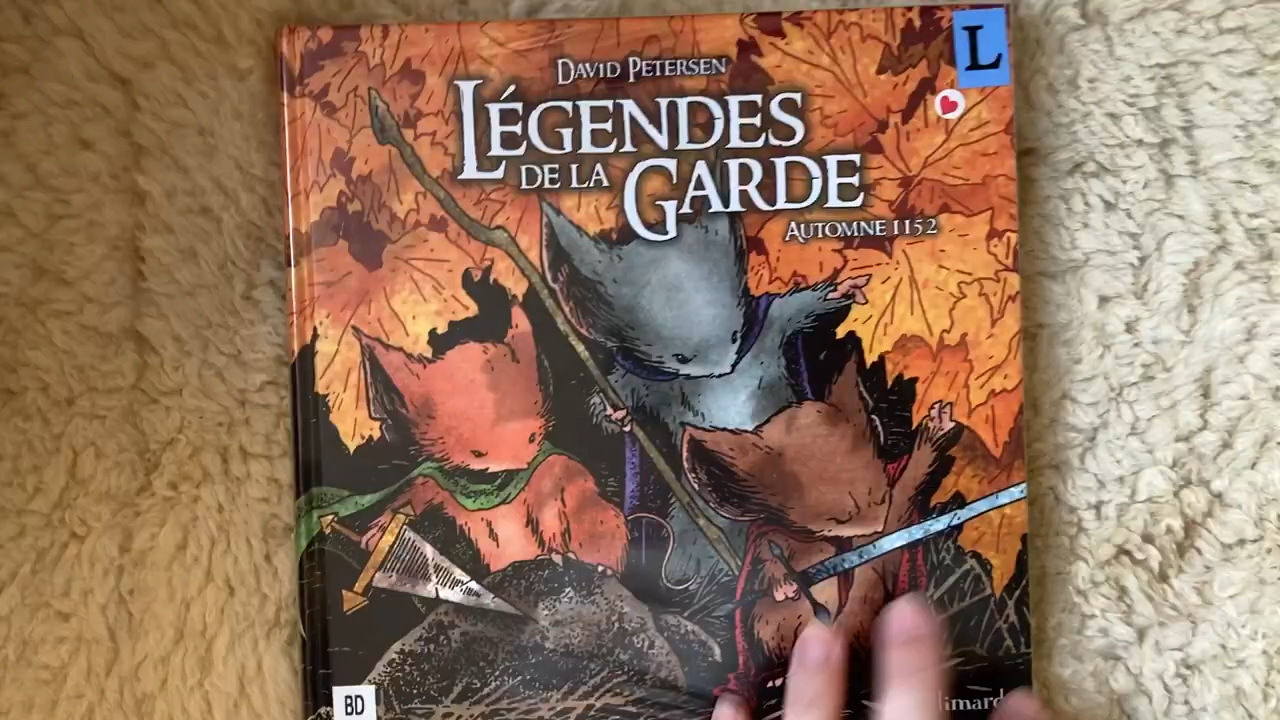 L
DAVID PETERSEN
LÉGENDES
DE LA GARDE
AUTOMNE 1152
BD